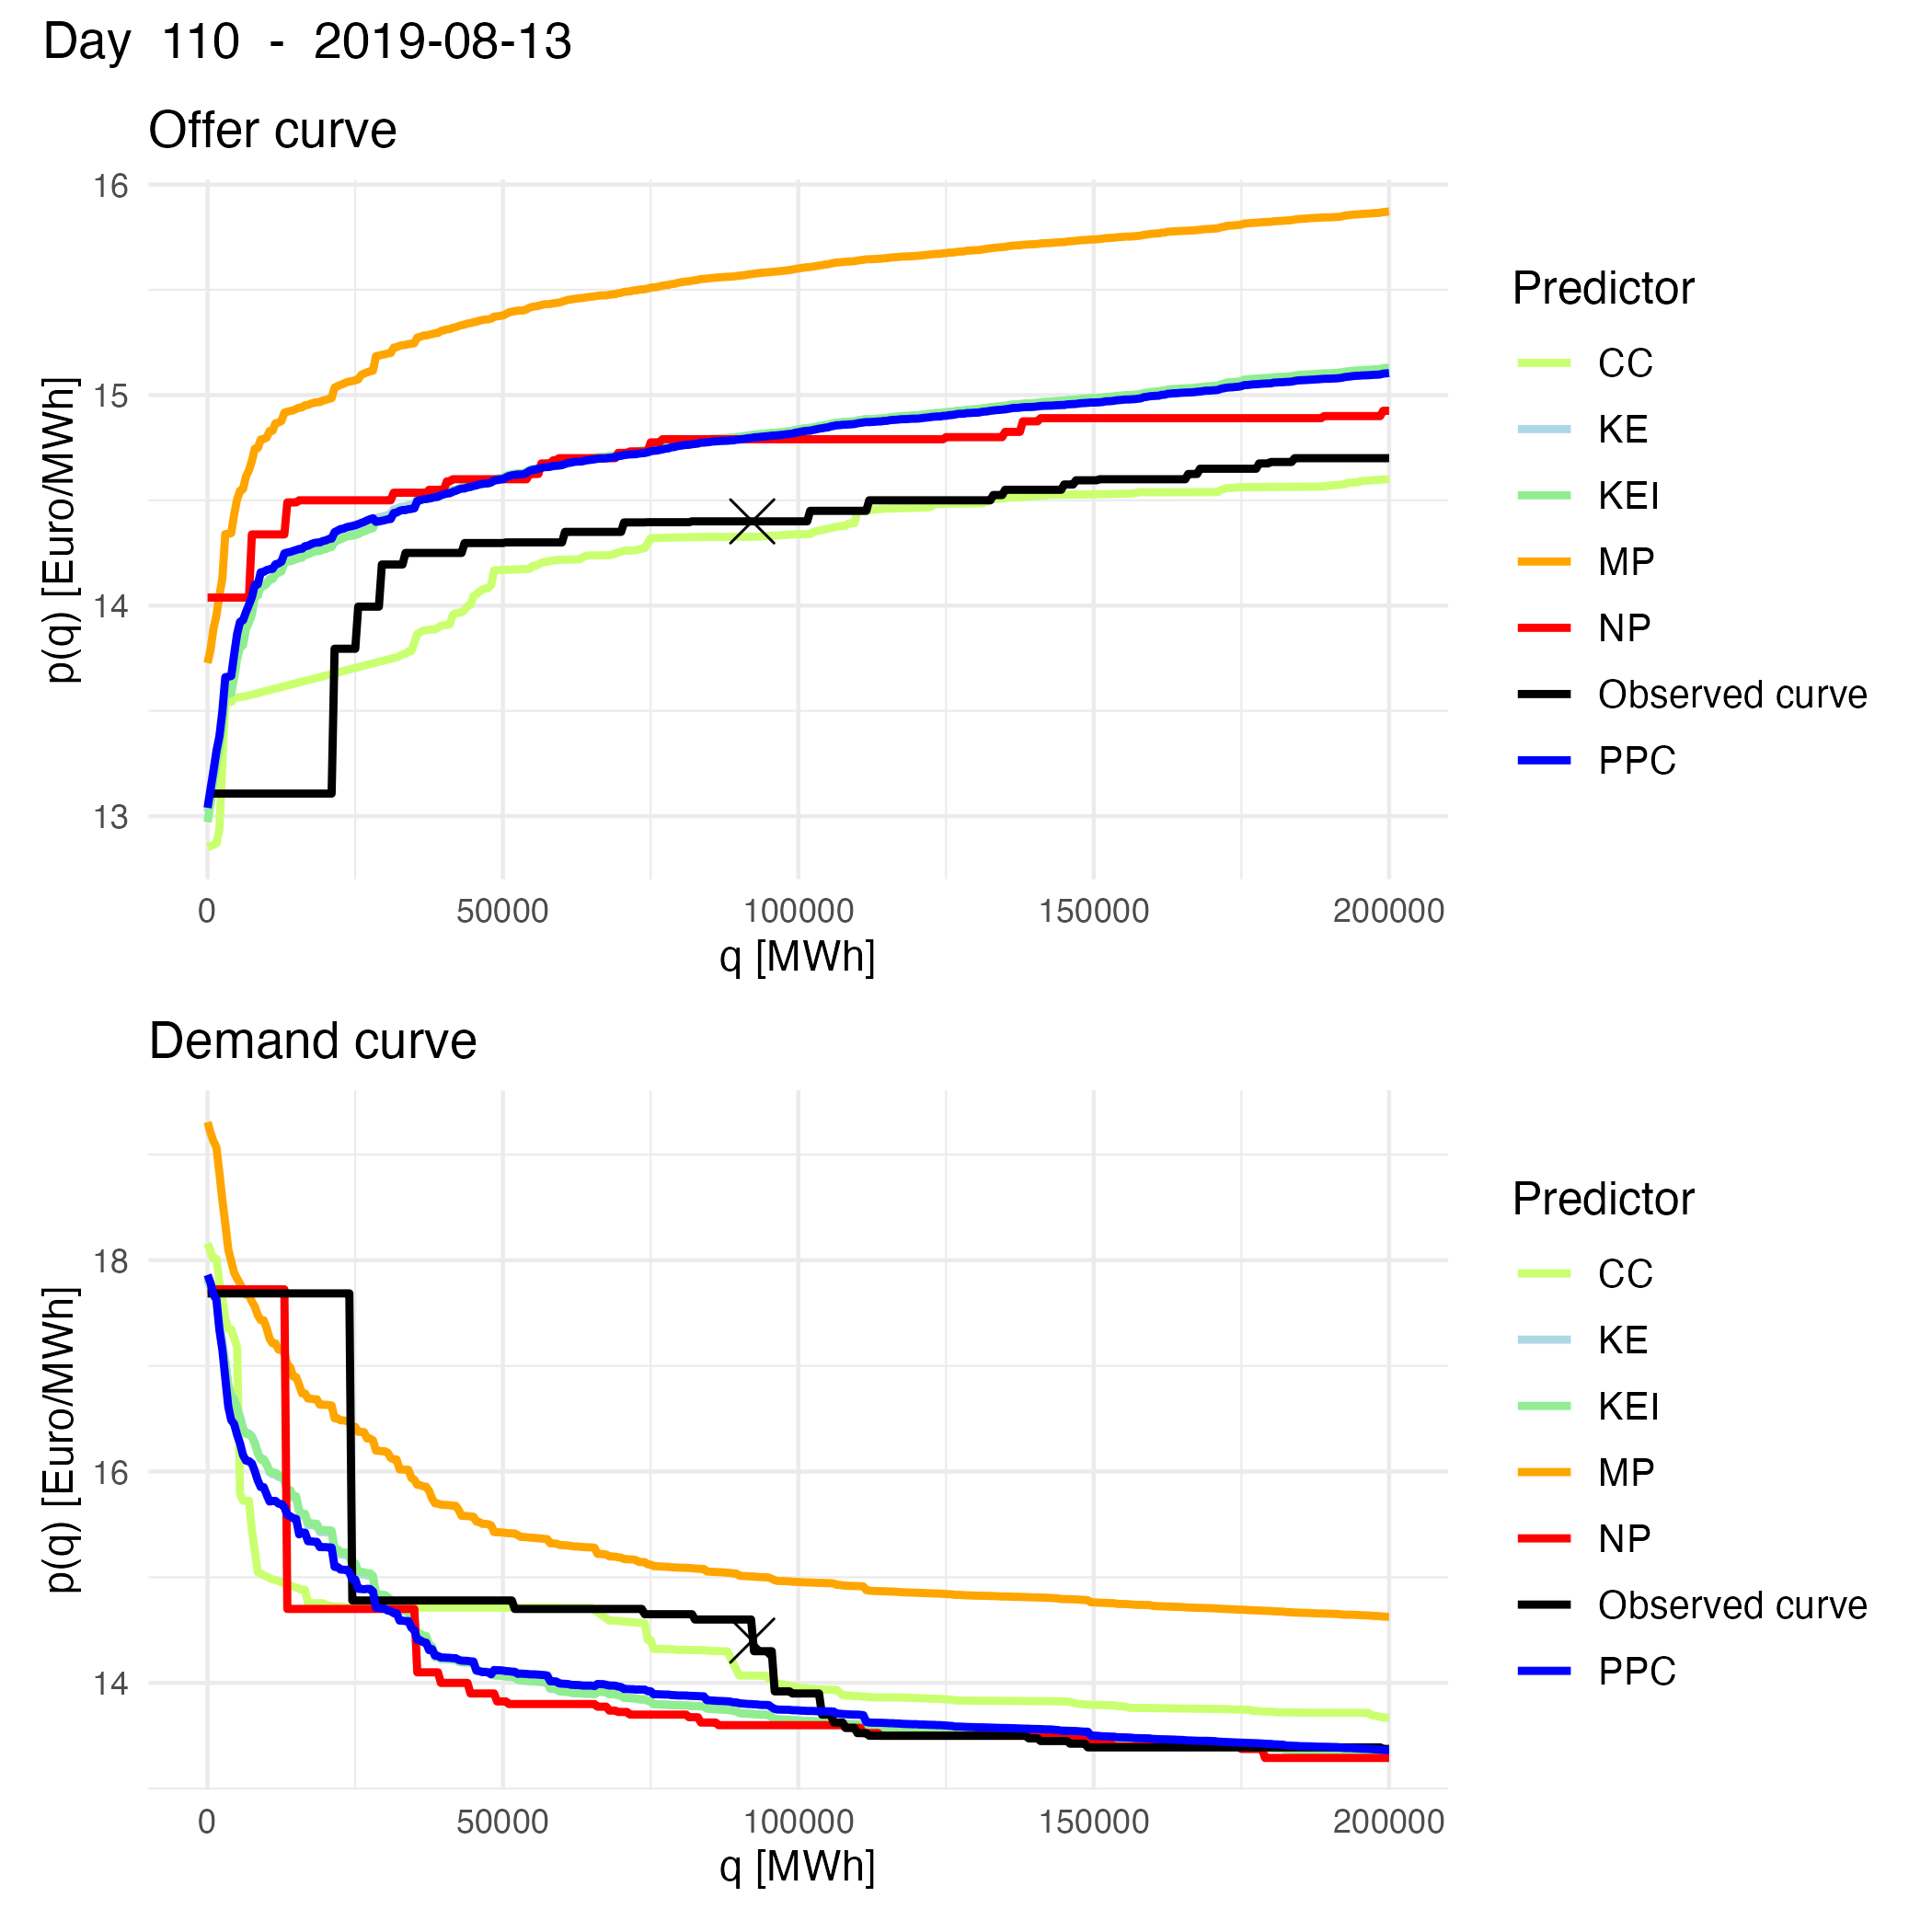 Day 110 - 2019-08-13
Offer curve
p(q) [Euro/MWh]
16
15
14
13
0 50000 100000 150000 200000
q [MWh]
Predictor
CC
KE
KEI
MP
NP
Observed curve
PPC
Demand curve
p(q) [Euro/MWh]
18
16
14
0 50000 100000 150000 200000
q [MWh]
Predictor
CC
KE
KEI
MP
NP
Observed curve
PPC